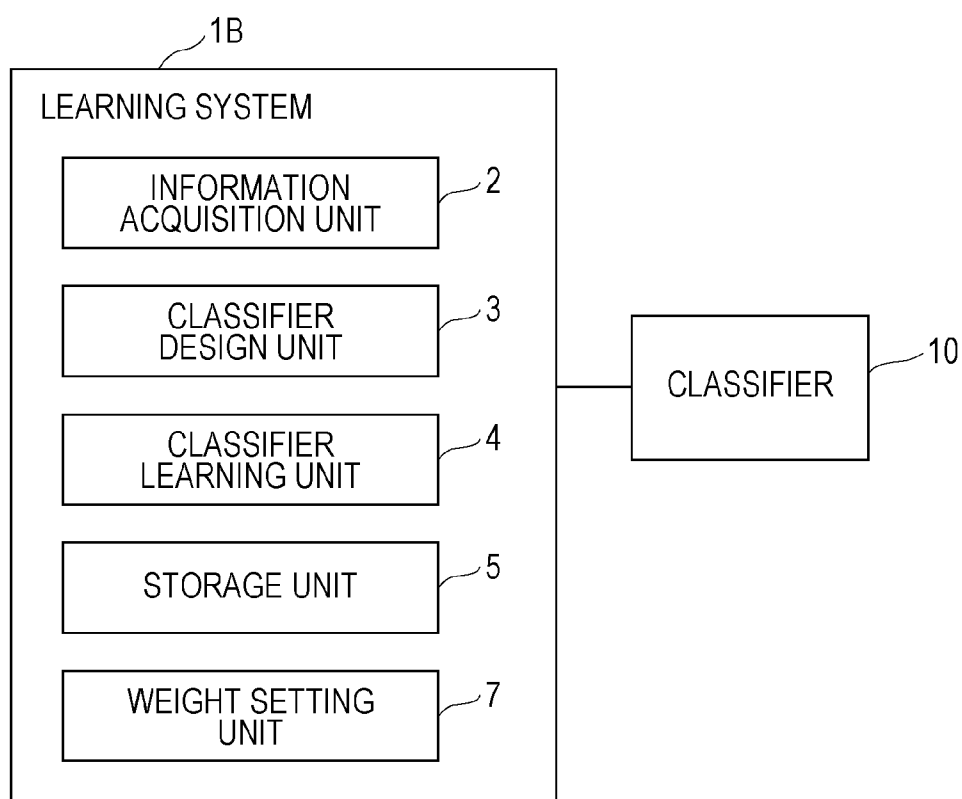 1B
LEARNING SYSTEM
INFORMATION
ACQUISITION UNIT
2
CLASSIFIER
DESIGN UNIT
3
CLASSIFIER
LEARNING UNIT
4
STORAGE UNIT
5
WEIGHT SETTING
UNIT
7
CLASSIFIER
10